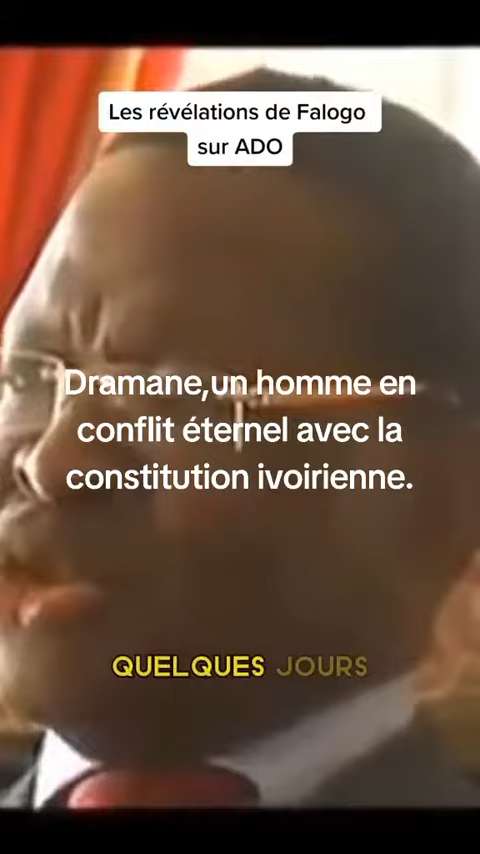 Les révélations de Falogo
sur ADO
Dramane,un homme en
conflit éternel avec la
constitution ivoirienne.
QUELQUES JOURS